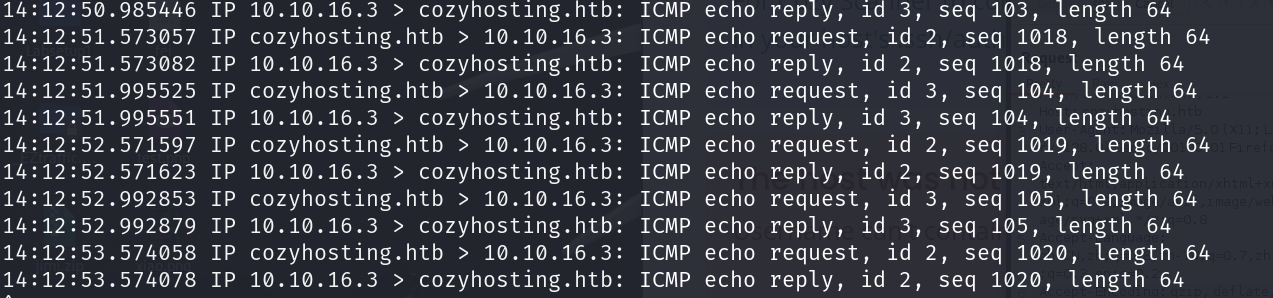 14:12:50.985446 IP 10.10.16.3 > cozyhosting.htb: ICMP echo reply, id 3, seq 103, length 64
14:12:51.573057 IP cozyhosting.htb > 10.10.16.3: ICMP echo request, id 2, seq 1018, length 64
14:12:51.573082 IP 10.10.16.3 > cozyhosting.htb: ICMP echo reply, id 2, seq 1018, length 64
14:12:51.995525 IP cozyhosting.htb > 10.10.16.3: ICMP echo request, id 3, seq 104, length 64
14:12:51.995551 IP 10.10.16.3 > cozyhosting.htb: ICMP echo reply, id 3, seq 104, length 64
14:12:52.571597 IP cozyhosting.htb > 10.10.16.3: ICMP echo request, id 2, seq 1019, length 64
14:12:52.571623 IP 10.10.16.3 > cozyhosting.htb: ICMP echo reply, id 2, seq 1019, length 64
14:12:52.992853 IP cozyhosting.htb > 10.10.16.3: ICMP echo request, id 3, seq 105, length 64
14:12:52.992879 IP 10.10.16.3 > cozyhosting.htb: ICMP echo reply, id 3, seq 105, length 64
14:12:53.574058 IP cozyhosting.htb > 10.10.16.3: ICMP echo request, id 2, seq 1020, length 64
14:12:53.574078 IP 10.10.16.3 > cozyhosting.htb: ICMP echo reply, id 2, seq 1020, length 64